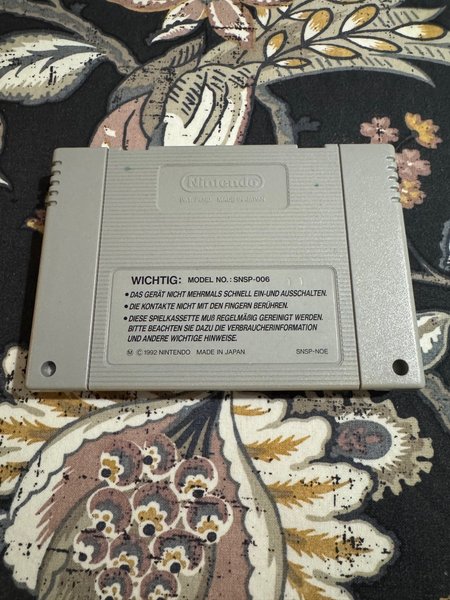 Nintendo
PAT. PEND. MADE IN JAPAN
WICHTIG: MODEL NO.: SNSP-006
• DAS GERÄT NICHT MEHRMALS SCHNELL EIN-UND AUSSCHALTEN.
• DIE KONTAKTE NICHT MIT DEN FINGERN BERÜHREN.
• DIESE SPIELKASSETTE MUß REGELMÄßIG GEREINIGT WERDEN.
BITTE BEACHTEN SIE DAZU DIE VERBRAUCHERINFORMATION
UND ANDERE WICHTIGE HINWEISE.
Ⓜ © 1992 NINTENDO MADE IN JAPAN SNSP-NOE